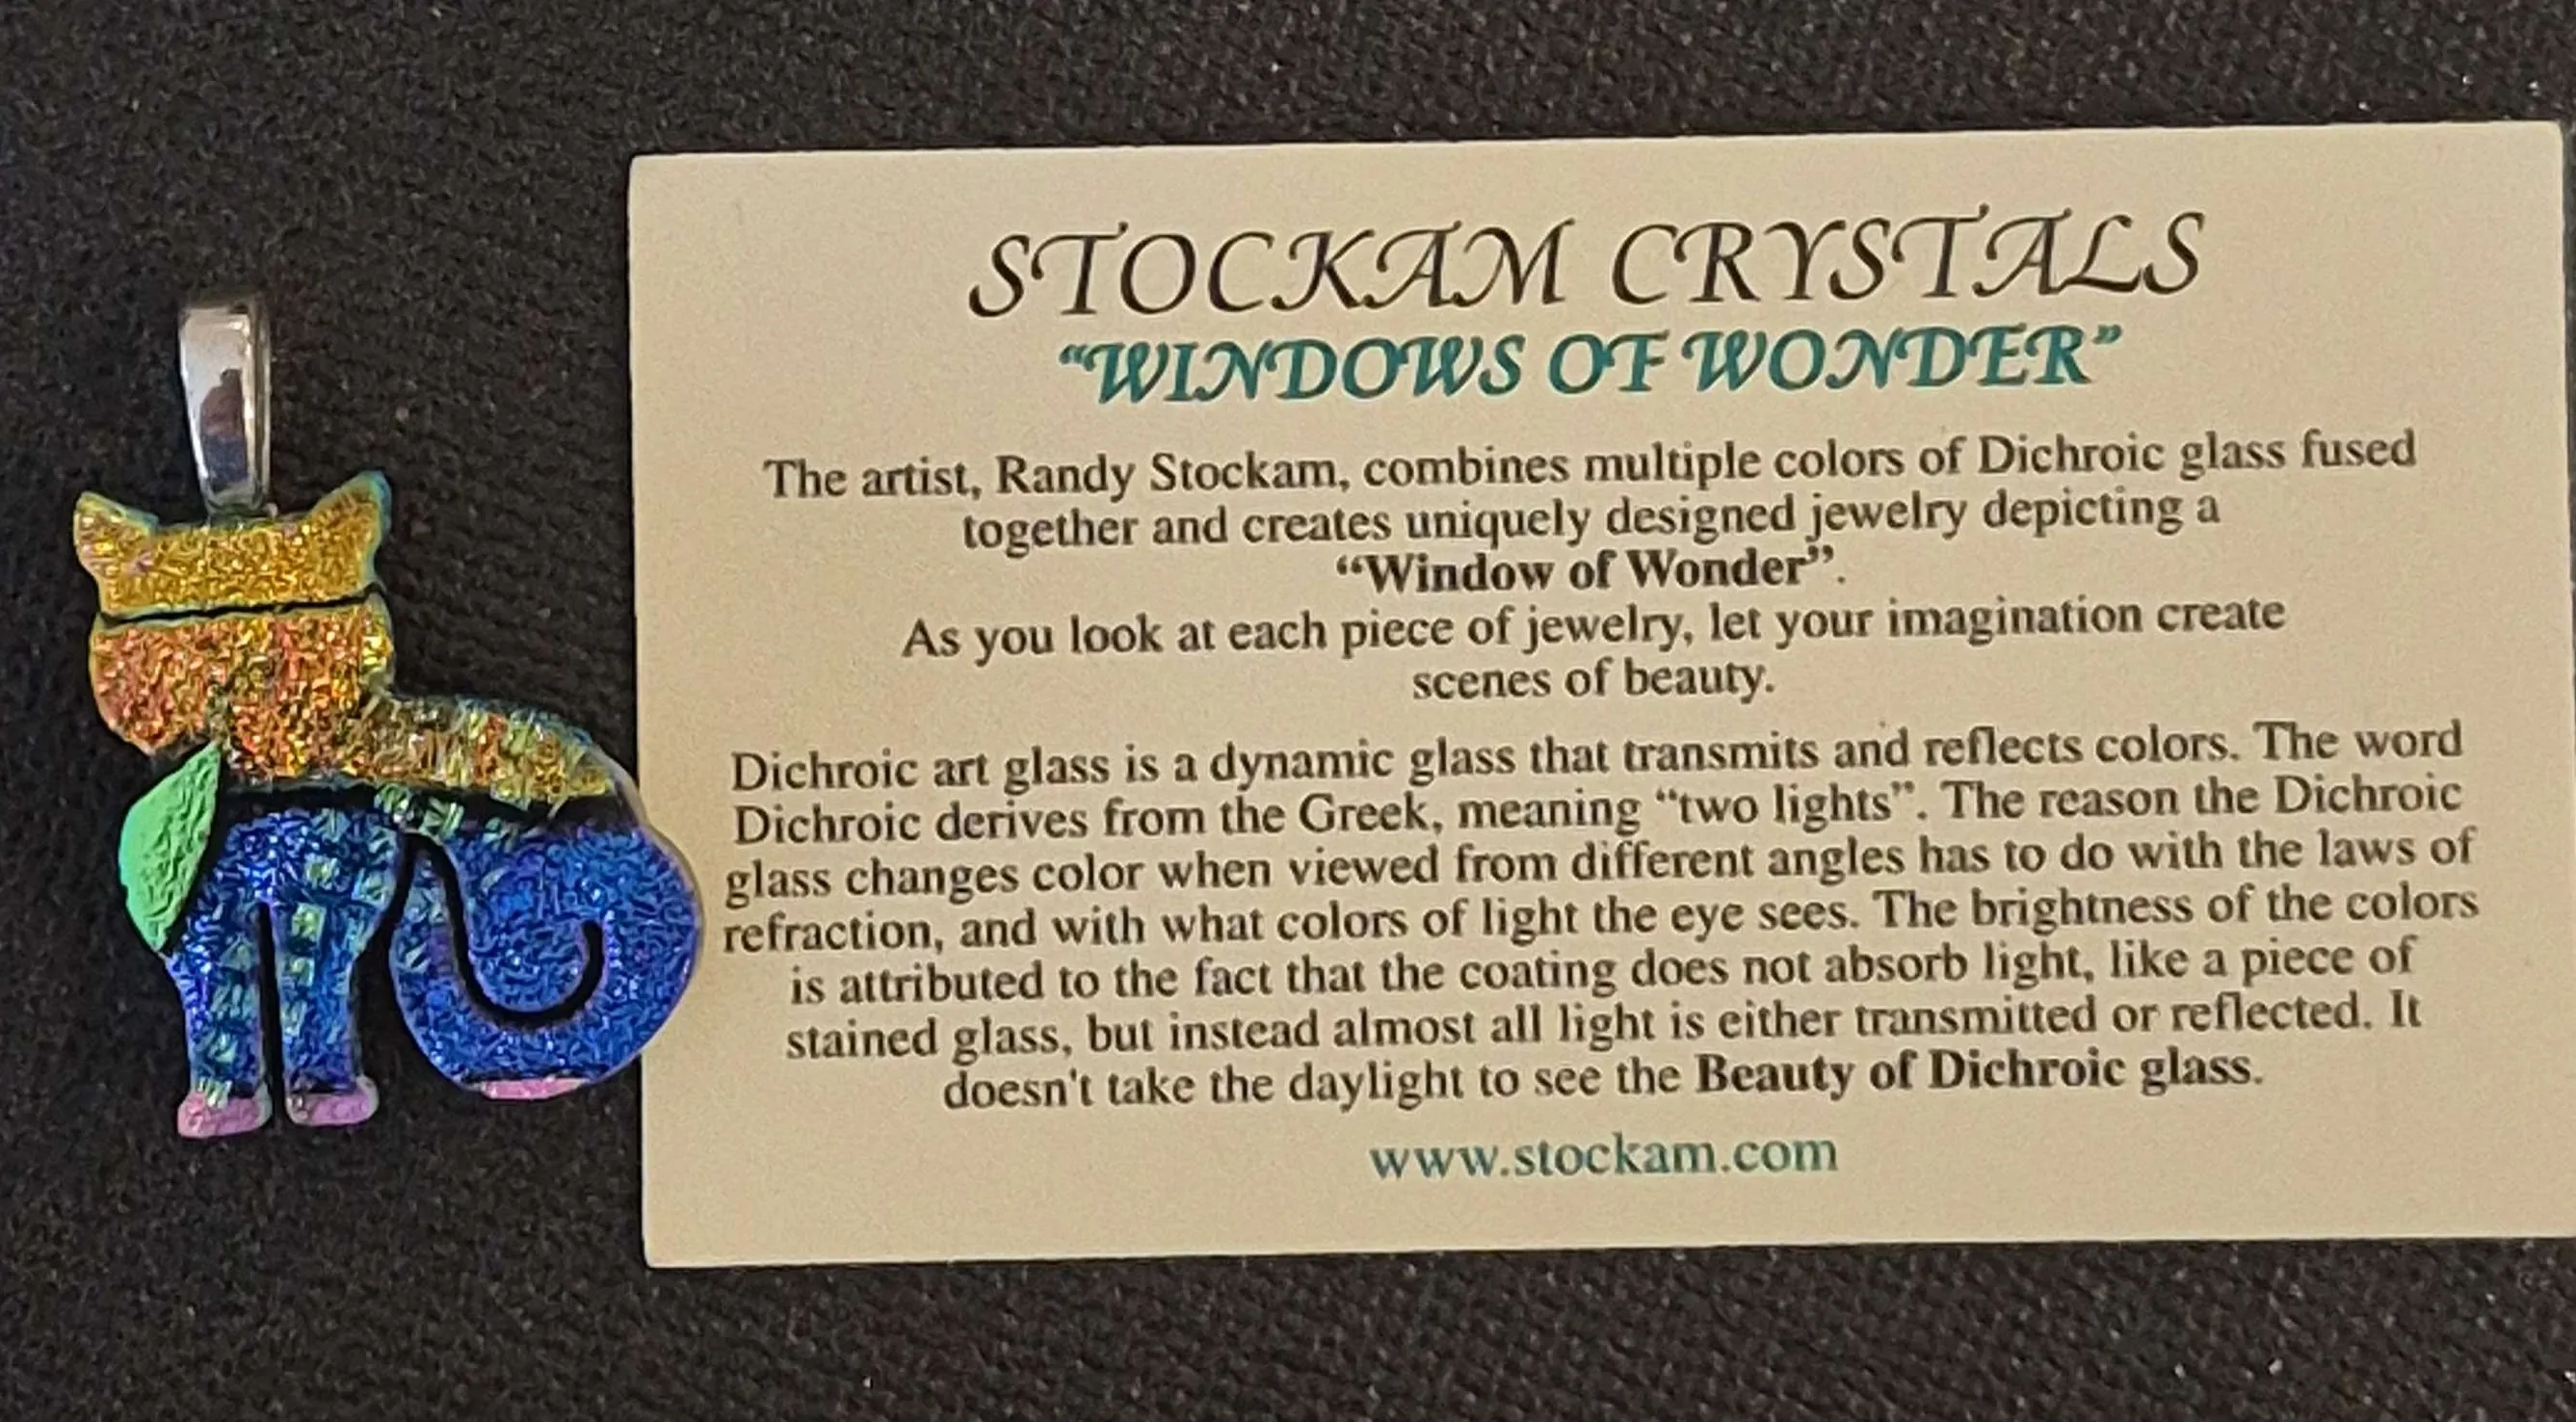 STOCKAM CRYSTALS
“WINDOWS OF WONDER”
The artist, Randy Stockam, combines multiple colors of Dichroic glass fused
together and creates uniquely designed jewelry depicting a
“Window of Wonder”.
As you look at each piece of jewelry, let your imagination create
scenes of beauty.
Dichroic art glass is a dynamic glass that transmits and reflects colors. The word
Dichroic derives from the Greek, meaning “two lights”. The reason the Dichroic
glass changes color when viewed from different angles has to do with the laws of
refraction, and with what colors of light the eye sees. The brightness of the colors
is attributed to the fact that the coating does not absorb light, like a piece of
stained glass, but instead almost all light is either transmitted or reflected. It
doesn't take the daylight to see the Beauty of Dichroic glass.
www.stockam.com